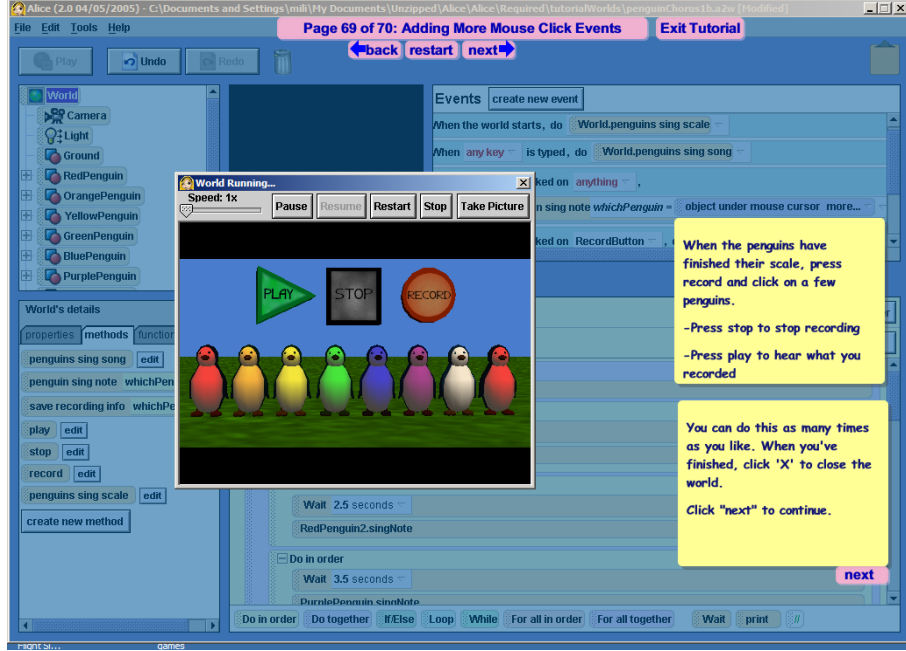 Alice (2.0 04/05/2005) - C:\Documents and Settings\mili\My Documents\Unzipped\Alice\Alice\Required\tutorialWorlds\penguinChorus1b.a2w [Modified]
File Edit Tools Help
Page 69 of 70: Adding More Mouse Click Events
Exit Tutorial
back restart next
Play Undo Redo
World
Camera
Light
Ground
RedPenguin
OrangePenguin
YellowPenguin
GreenPenguin
BluePenguin
PurplePenguin
Events create new event
When the world starts, do World.penguins sing scale
When any key is typed, do World.penguins sing song
ked on anything ,
n sing note whichPenguin = object under mouse cursor more...
ked on RecordButton ,
World Running...
Speed: 1x
Pause Resume Restart Stop Take Picture
PLAY STOP RECORD
When the penguins have
finished their scale, press
record and click on a few
penguins.
-Press stop to stop recording
-Press play to hear what you
recorded
You can do this as many times
as you like. When you've
finished, click 'X' to close the
world.
Click "next" to continue.
next
World's details
properties methods function
penguins sing song edit
penguin sing note whichPen
save recording info whichPe
play edit
stop edit
record edit
penguins sing scale edit
create new method
Wait 2.5 seconds
RedPenguin2.singNote
Do in order
Wait 3.5 seconds
PurplePenguin.singNote
Do in order Do together If/Else Loop While For all in order For all together Wait print //
Flight Si... games